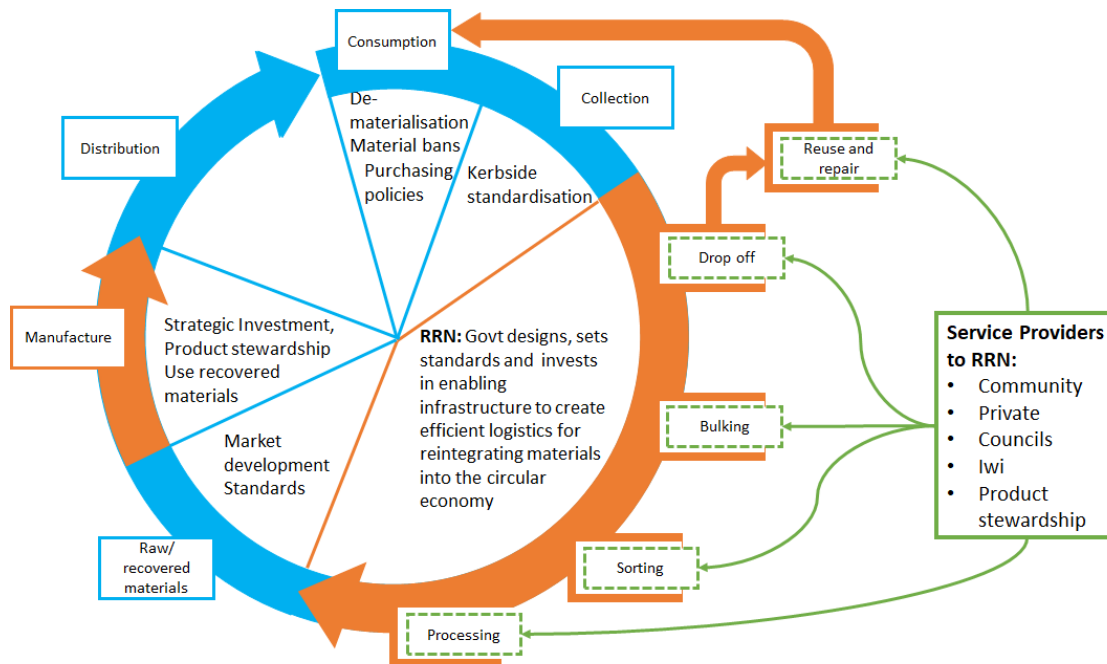 Consumption
Collection
Distribution
De-
materialisation
Material bans
Purchasing
policies
Kerbside
standardisation
Reuse and
repair
Drop off
Manufacture
Strategic Investment,
Product stewardship
Use recovered
materials
RRN: Govt designs, sets
standards and invests
in enabling
infrastructure to create
efficient logistics for
reintegrating materials
into the circular
economy
Service Providers
to RRN:
• Community
• Private
• Councils
• Iwi
• Product
stewardship
Bulking
Market
development
Standards
Raw/
recovered
materials
Sorting
Processing